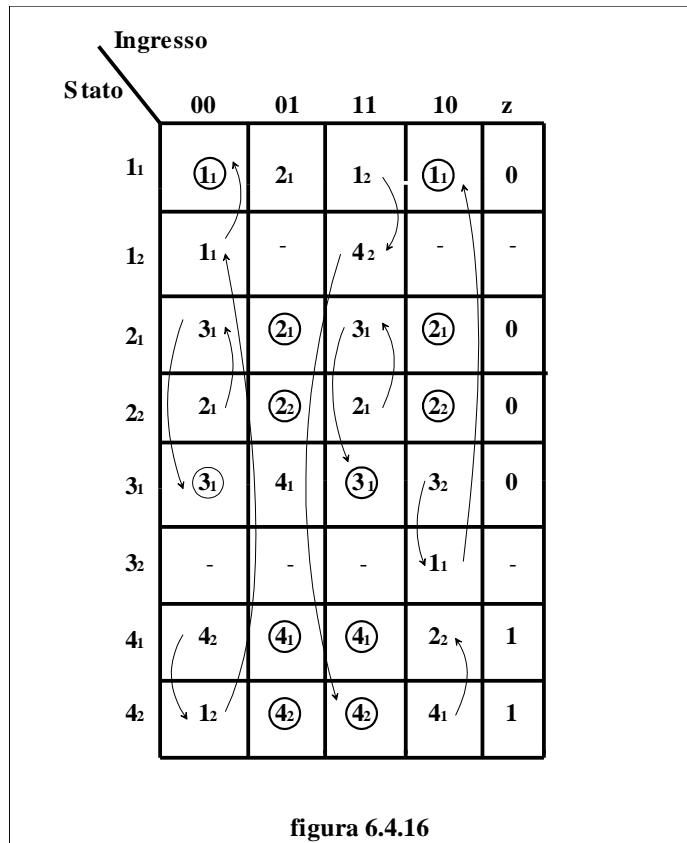 Ingresso
Stato
00 01 11 10 z
1₁ 1₁ 2₁ 1₂ 1₁ 0
1₂ 1₁ - 4₂ - -
2₁ 3₁ 2₁ 3₁ 2₁ 0
2₂ 2₁ 2₂ 2₁ 2₂ 0
3₁ 3₁ 4₁ 3₁ 3₂ 0
3₂ - - - 1₁ -
4₁ 4₂ 4₁ 4₁ 2₂ 1
4₂ 1₂ 4₂ 4₂ 4₁ 1
figura 6.4.16